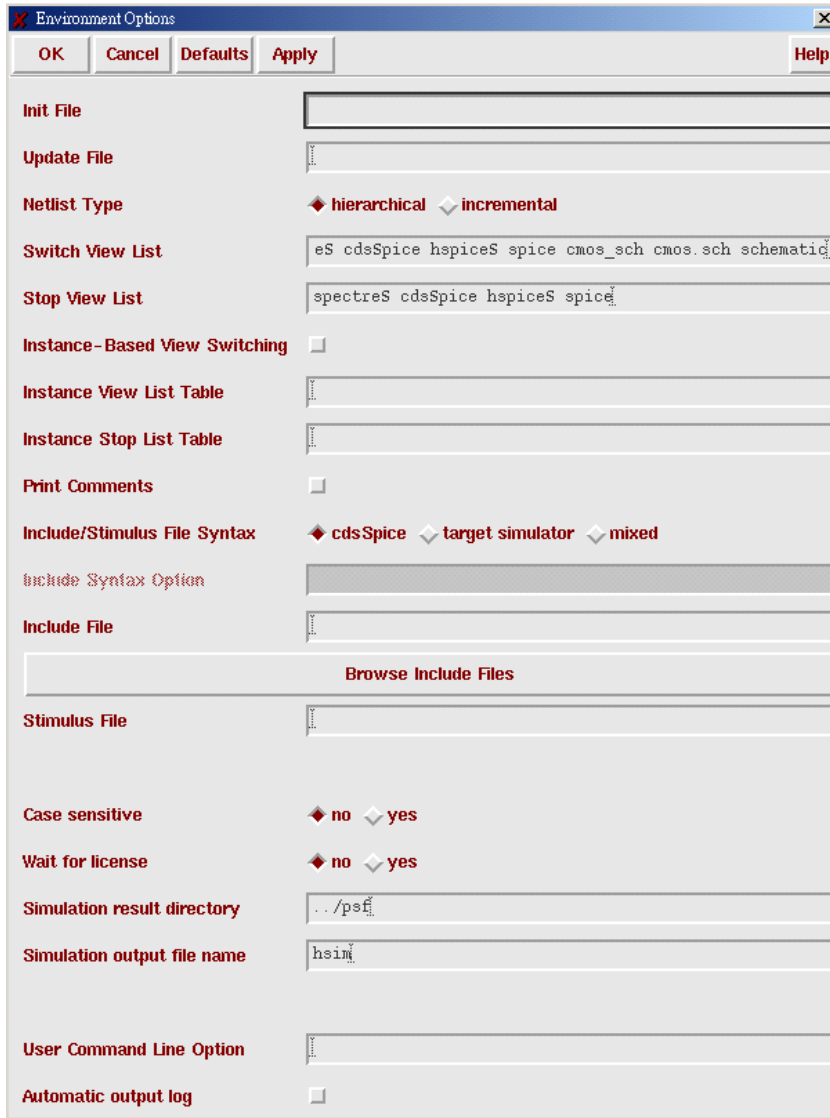 Environment Options
OK Cancel Defaults Apply Help
Init File
Update File
Netlist Type hierarchical incremental
Switch View List eS cdsSpice hspiceS spice cmos_sch cmos.sch schematic
Stop View List spectreS cdsSpice hspiceS spice
Instance-Based View Switching
Instance View List Table
Instance Stop List Table
Print Comments
Include/Stimulus File Syntax cdsSpice target simulator mixed
Include Syntax Option
Include File
Browse Include Files
Stimulus File
Case sensitive no yes
Wait for license no yes
Simulation result directory ../psf
Simulation output file name hsim
User Command Line Option
Automatic output log